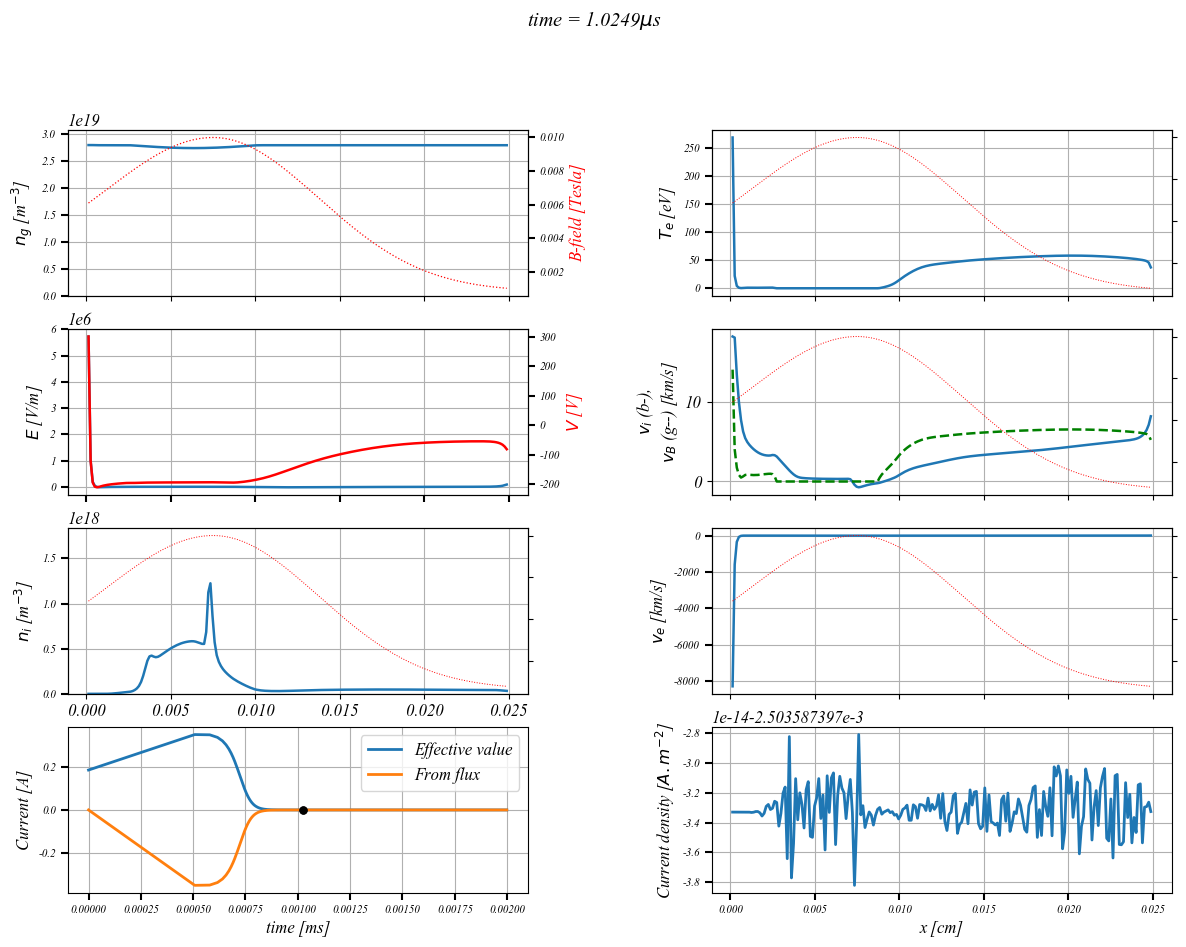 time = 1.0249μs
1e19
3.0
2.5
2.0
1.5
1.0
0.5
0.0
n_g [m^{-3}]
0.010
0.008
0.006
0.004
0.002
B-field [Tesla]
250
200
150
100
50
0
T_e [eV]
1e6
6
5
4
3
2
1
0
E [V/m]
300
200
100
0
-100
-200
V [V]
10
0
v_i (b-),
v_B (g--) [km/s]
1e18
1.5
1.0
0.5
0.0
n_i [m^{-3}]
0.000 0.005 0.010 0.015 0.020 0.025
0
-2000
-4000
-6000
-8000
v_e [km/s]
0.2
0.0
-0.2
Current [A]
Effective value
From flux
0.00000 0.00025 0.00050 0.00075 0.00100 0.00125 0.00150 0.00175 0.00200
time [ms]
1e-14-2.503587397e-3
-2.8
-3.0
-3.2
-3.4
-3.6
-3.8
Current density [A.m^{-2}]
0.000 0.005 0.010 0.015 0.020 0.025
x [cm]